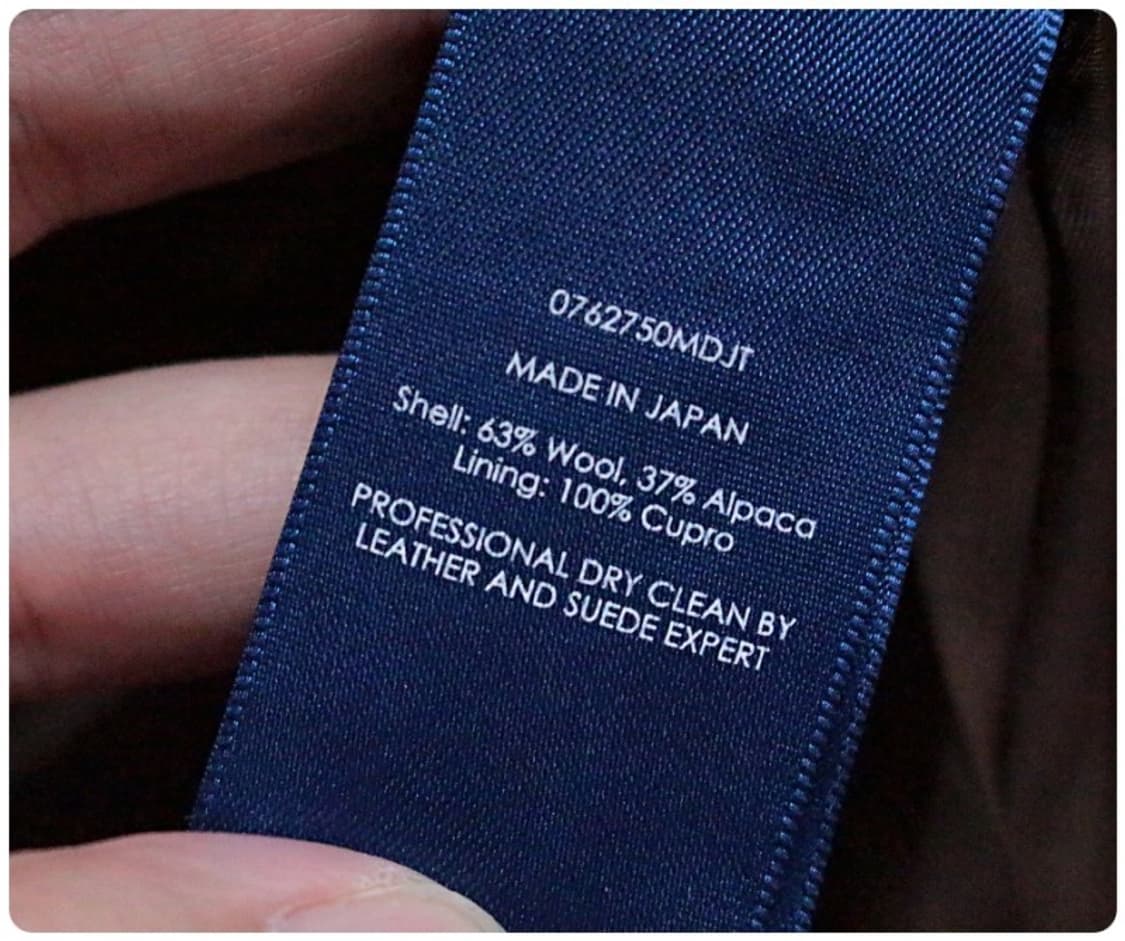 0762750MDJT
MADE IN JAPAN
Shell: 63% Wool, 37% Alpaca
Lining: 100% Cupro
PROFESSIONAL DRY CLEAN BY
LEATHER AND SUEDE EXPERT